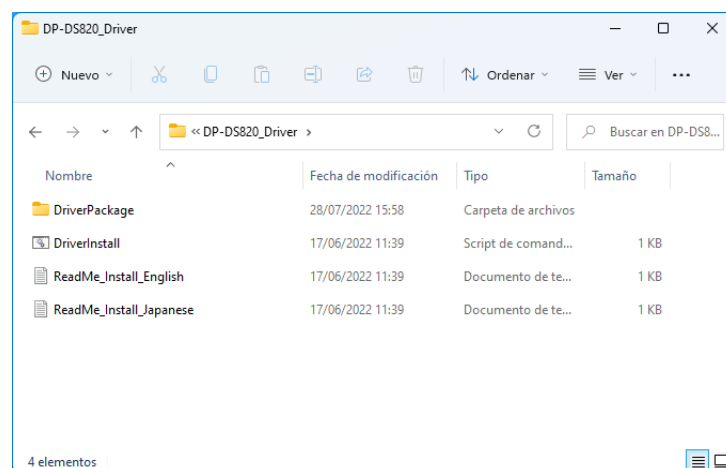 DP-DS820_Driver
Nuevo Ordenar Ver
« DP-DS820_Driver > Buscar en DP-DS8...
Nombre Fecha de modificación Tipo Tamaño
DriverPackage 28/07/2022 15:58 Carpeta de archivos
DriverInstall 17/06/2022 11:39 Script de comand... 1 KB
ReadMe_Install_English 17/06/2022 11:39 Documento de te... 1 KB
ReadMe_Install_Japanese 17/06/2022 11:39 Documento de te... 1 KB
4 elementos